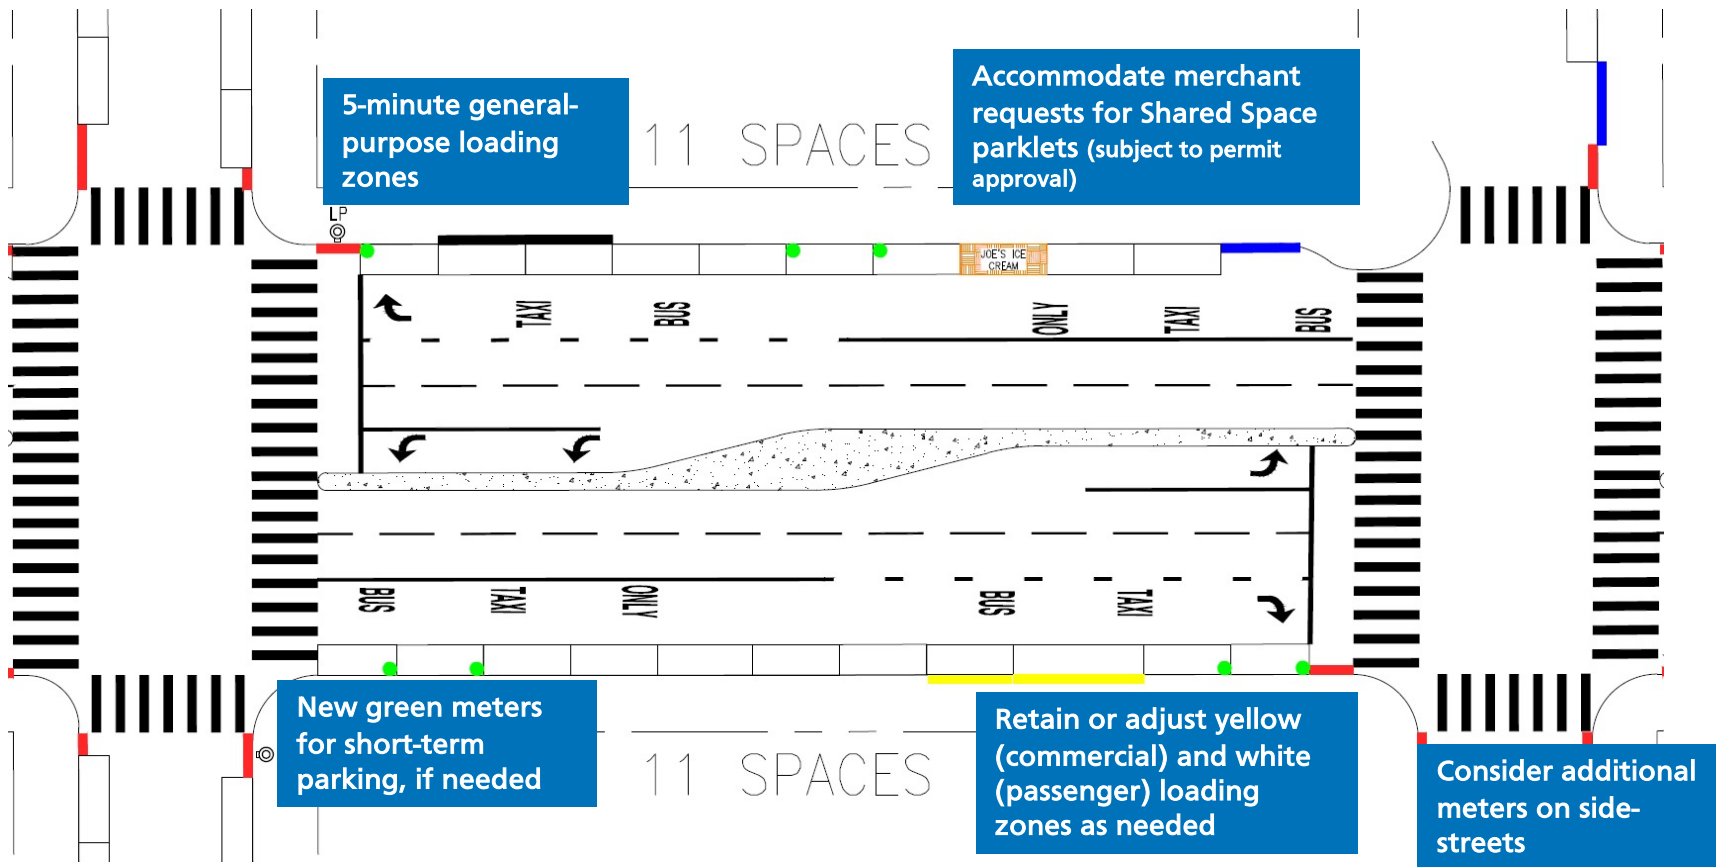 5-minute general-
purpose loading
zones
11 SPACES
Accommodate merchant
requests for Shared Space
parklets (subject to permit
approval)
LP
JOE'S ICE
CREAM
TAXI
BUS
ONLY
TAXI
BUS
BUS
TAXI
ONLY
BUS
TAXI
New green meters
for short-term
parking, if needed
11 SPACES
Retain or adjust yellow
(commercial) and white
(passenger) loading
zones as needed
Consider additional
meters on side-
streets